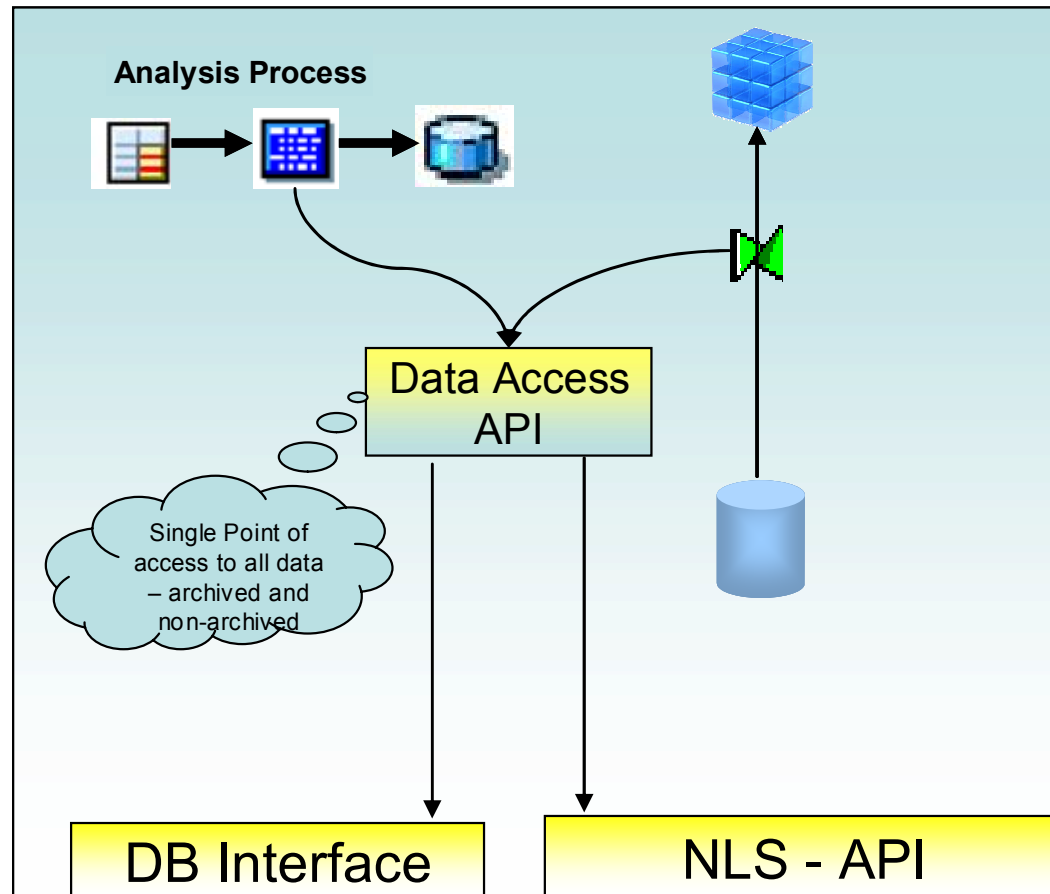 Analysis Process
Data Access
API
Single Point of
access to all data
– archived and
non-archived
DB Interface
NLS - API